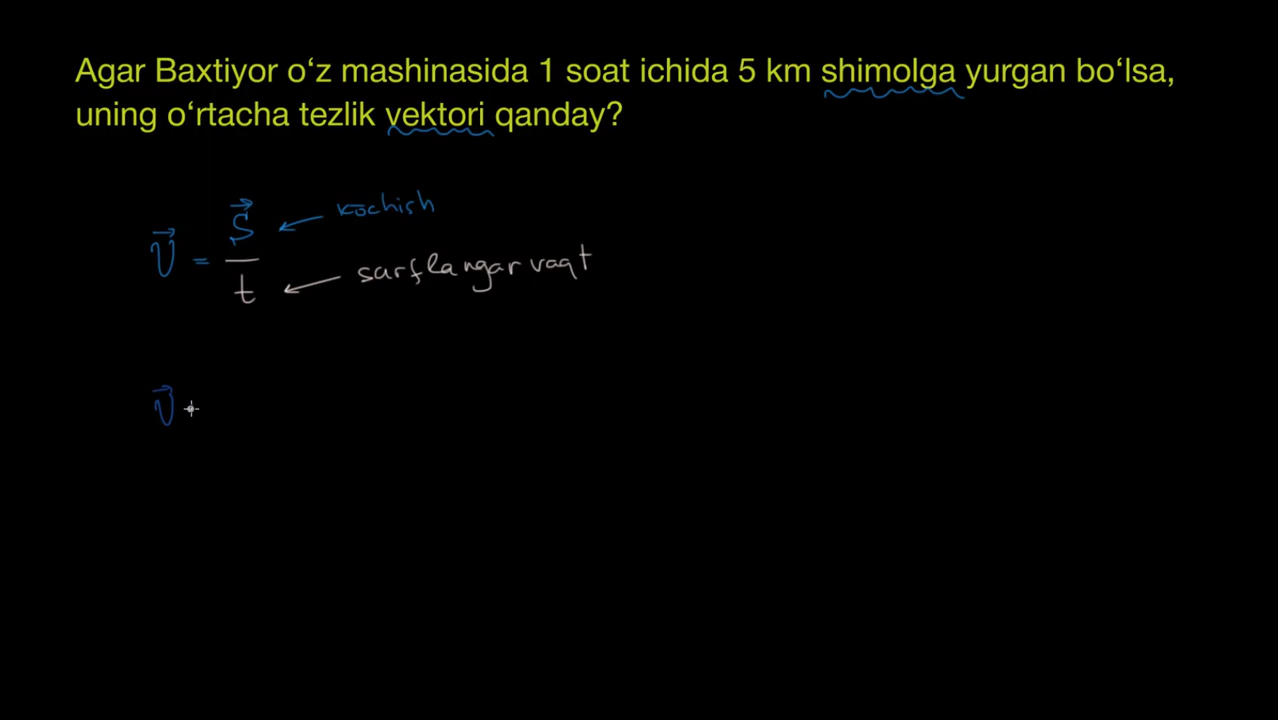 Agar Baxtiyor o‘z mashinasida 1 soat ichida 5 km shimolga yurgan bo‘lsa,
uning o‘rtacha tezlik vektori qanday?
v⃗ = s⃗ / t
kochish
sarflangar vaqt
v⃗